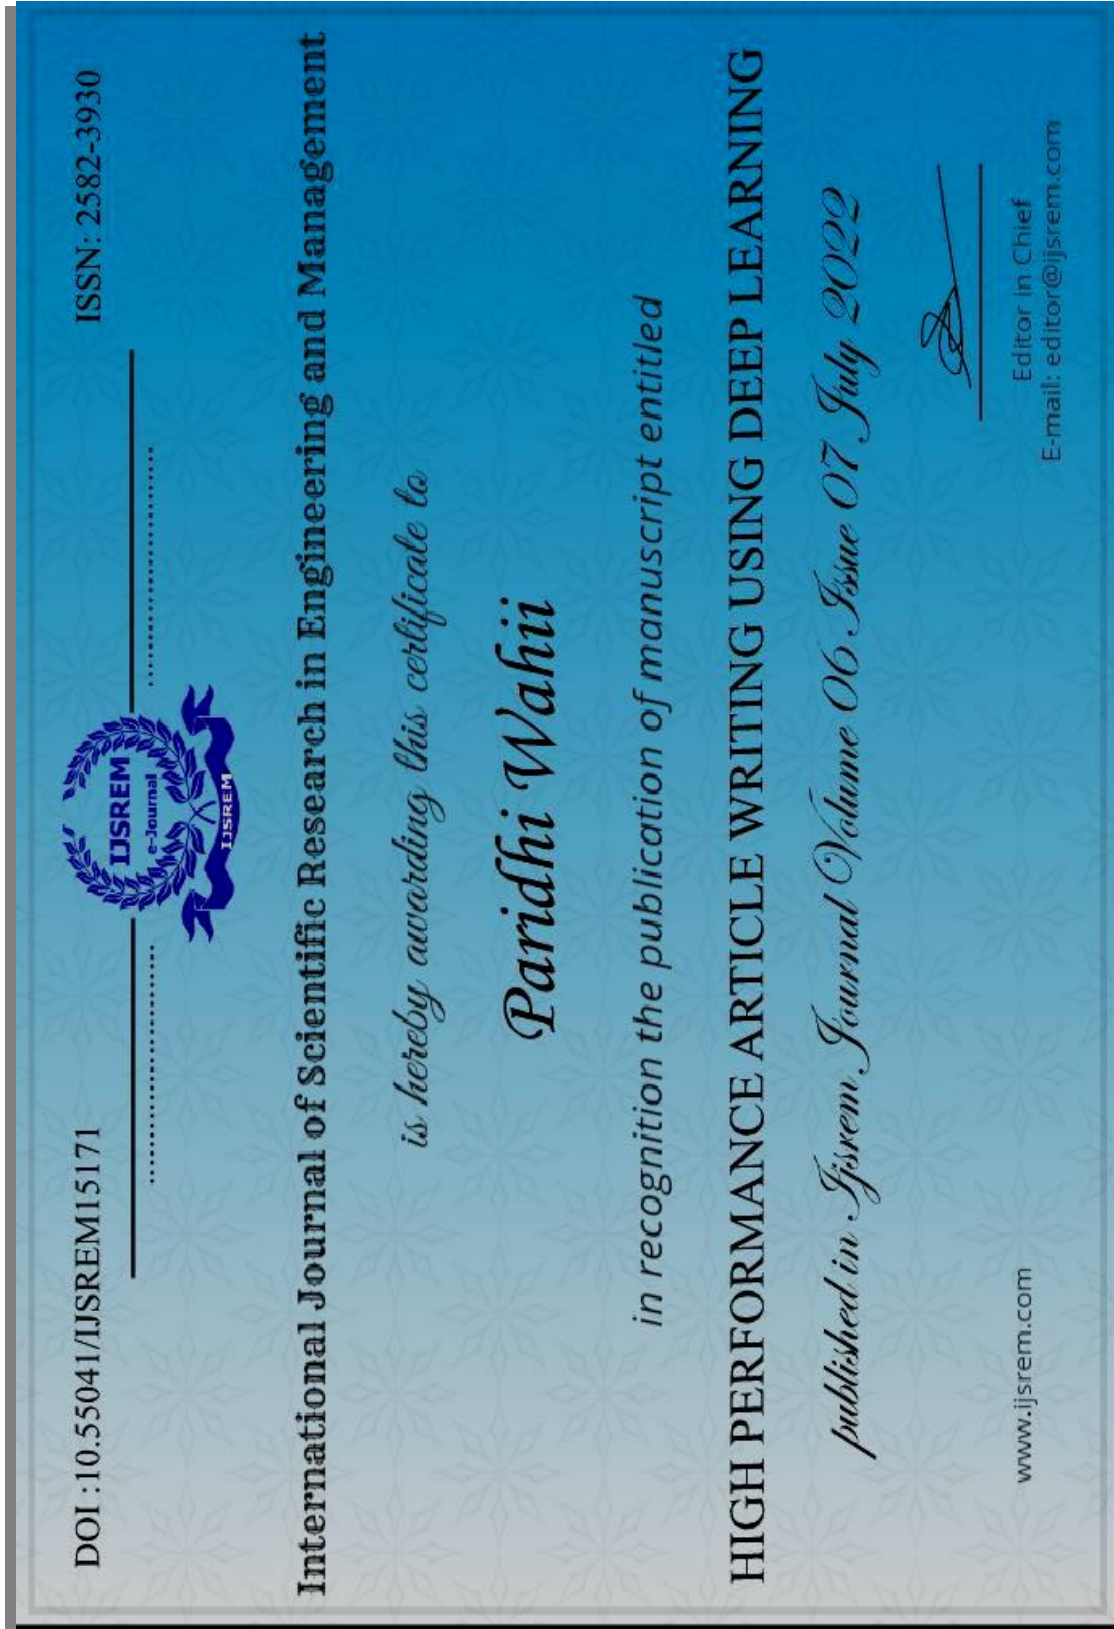 DOI :10.55041/IJSREM15171
ISSN: 2582-3930
IJSREM
e-Journal
IJSREM
International Journal of Scientific Research in Engineering and Management
is hereby awarding this certificate to
Paridhi Wahii
in recognition the publication of manuscript entitled
HIGH PERFORMANCE ARTICLE WRITING USING DEEP LEARNING
published in Ijsrem Journal Volume 06 Issue 07 July 2022
www.ijsrem.com
Editor in Chief
E-mail: editor@ijsrem.com